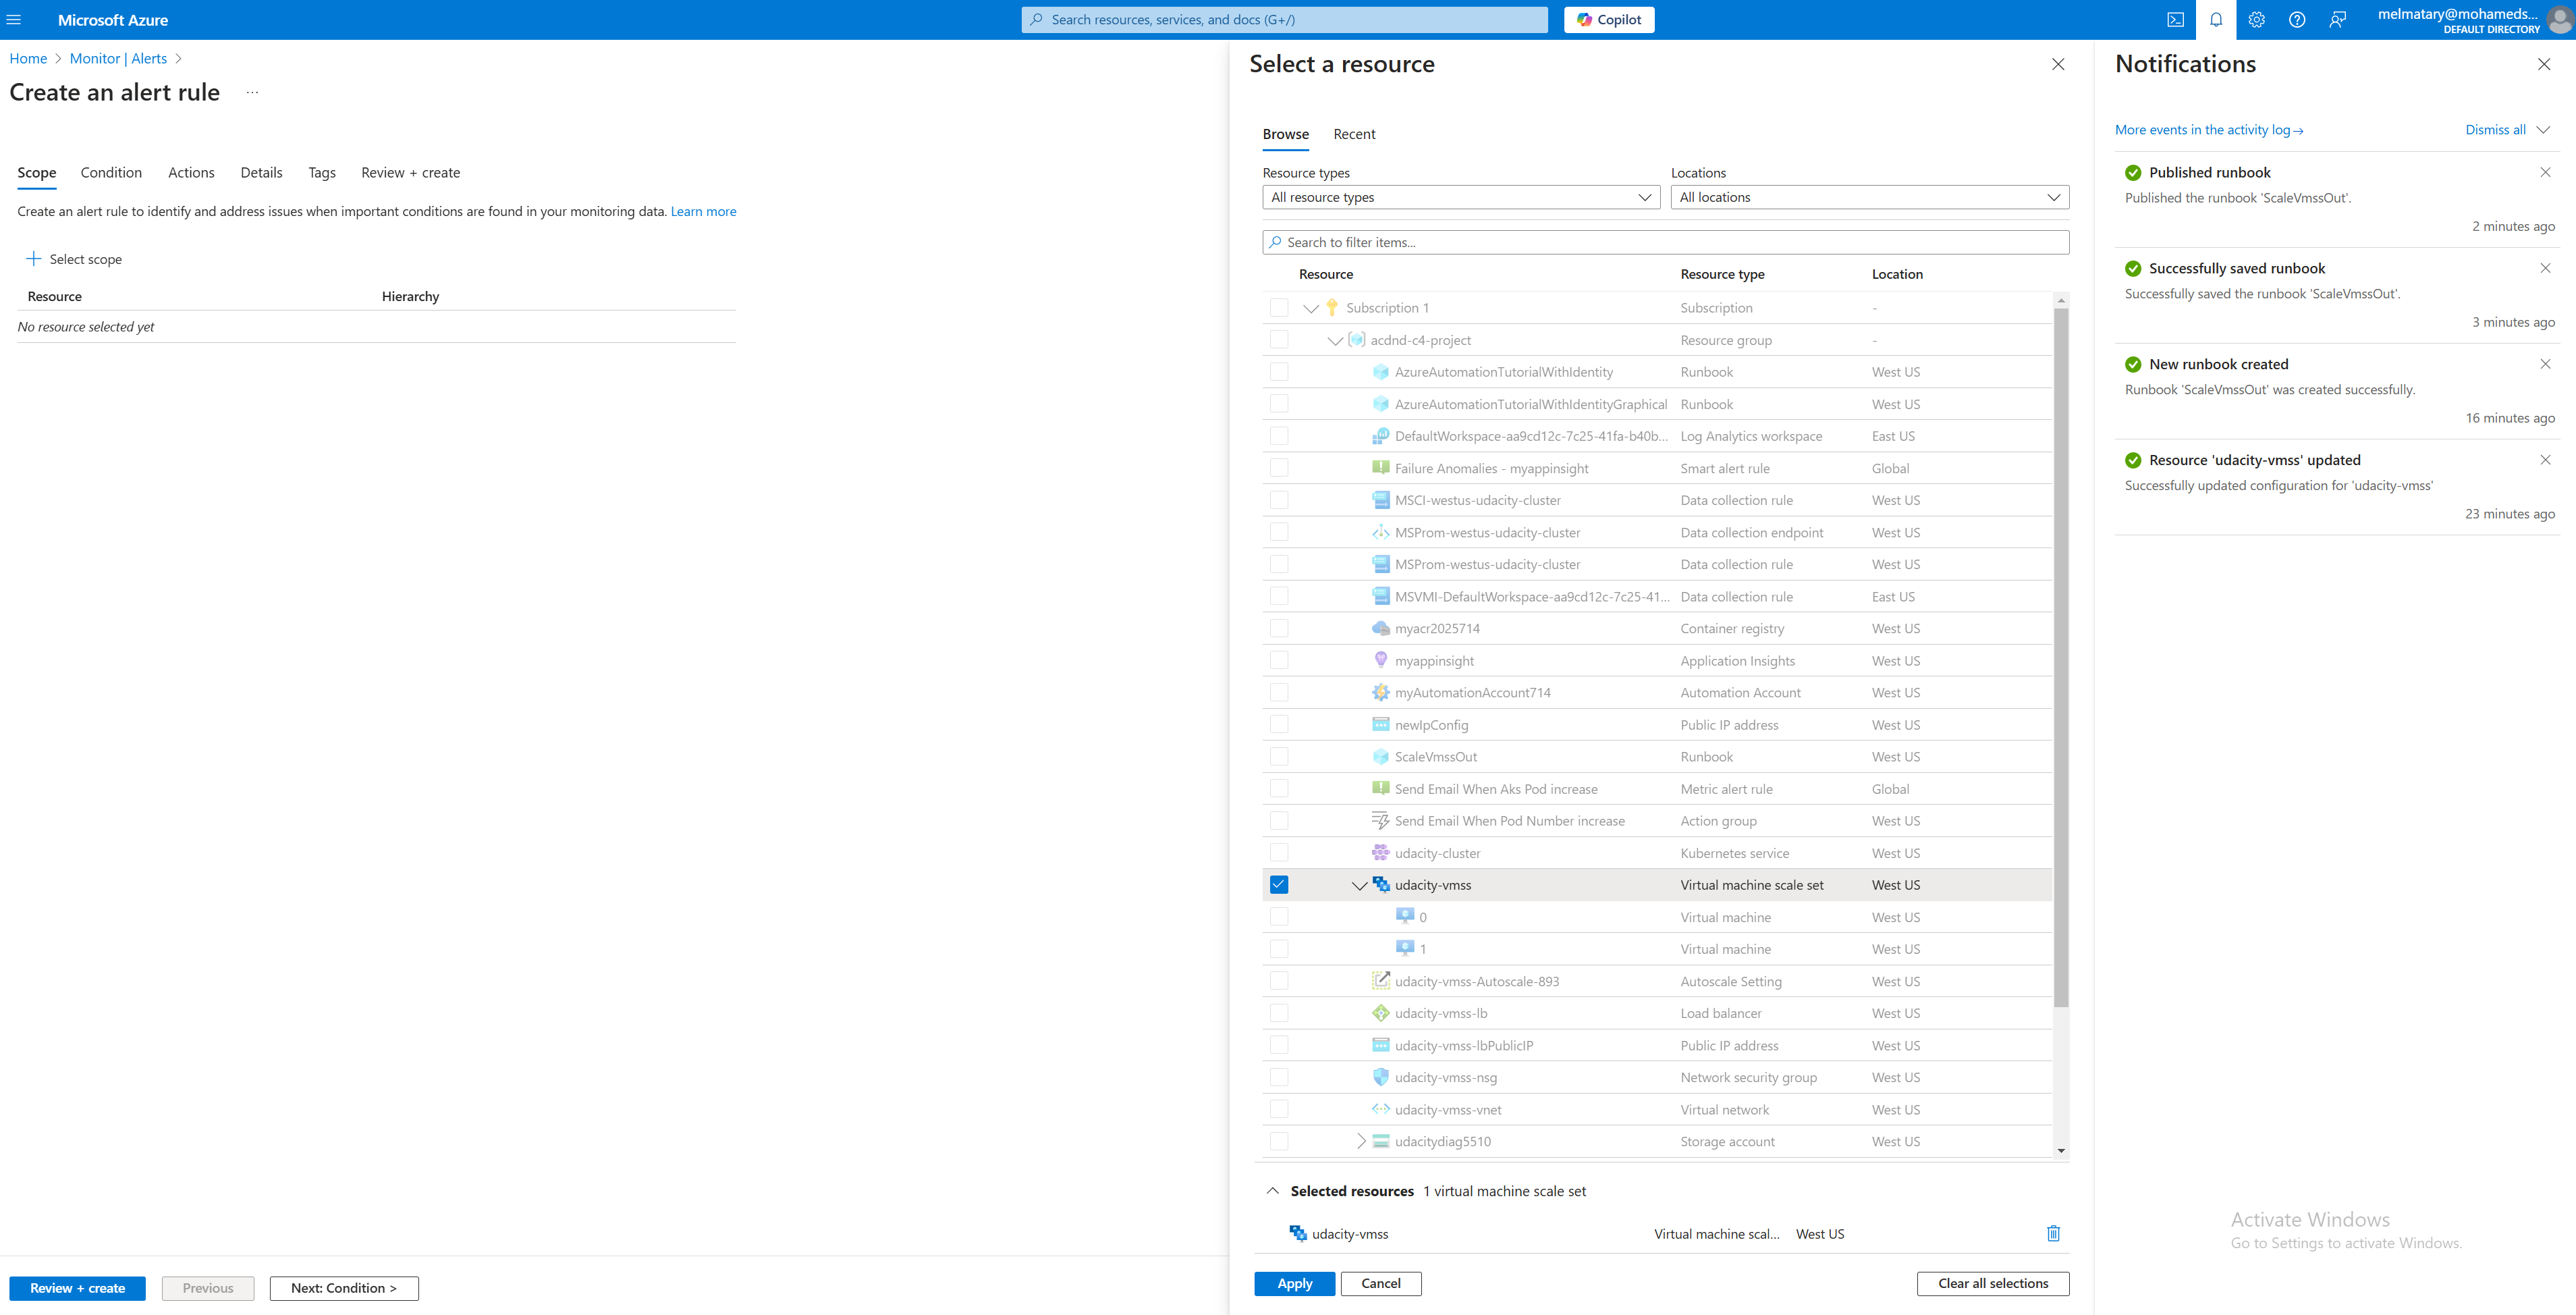 Microsoft Azure
Search resources, services, and docs (G+/)
Copilot
melmatary@mohameds...
DEFAULT DIRECTORY
Home > Monitor | Alerts >
Create an alert rule ...
Scope Condition Actions Details Tags Review + create
Create an alert rule to identify and address issues when important conditions are found in your monitoring data. Learn more
Select scope
Resource Hierarchy
No resource selected yet
Review + create Previous Next: Condition >
Select a resource
Browse Recent
Resource types Locations
All resource types All locations
Search to filter items...
Resource Resource type Location
Subscription 1 Subscription -
acdnd-c4-project Resource group -
AzureAutomationTutorialWithIdentity Runbook West US
AzureAutomationTutorialWithIdentityGraphical Runbook West US
DefaultWorkspace-aa9cd12c-7c25-41fa-b40b... Log Analytics workspace East US
Failure Anomalies - myappinsight Smart alert rule Global
MSCI-westus-udacity-cluster Data collection rule West US
MSProm-westus-udacity-cluster Data collection endpoint West US
MSProm-westus-udacity-cluster Data collection rule West US
MSVMI-DefaultWorkspace-aa9cd12c-7c25-41... Data collection rule East US
myacr2025714 Container registry West US
myappinsight Application Insights West US
myAutomationAccount714 Automation Account West US
newIpConfig Public IP address West US
ScaleVmssOut Runbook West US
Send Email When Aks Pod increase Metric alert rule Global
Send Email When Pod Number increase Action group West US
udacity-cluster Kubernetes service West US
udacity-vmss Virtual machine scale set West US
0 Virtual machine West US
1 Virtual machine West US
udacity-vmss-Autoscale-893 Autoscale Setting West US
udacity-vmss-lb Load balancer West US
udacity-vmss-lbPublicIP Public IP address West US
udacity-vmss-nsg Network security group West US
udacity-vmss-vnet Virtual network West US
udacitydiag5510 Storage account West US
Selected resources 1 virtual machine scale set
udacity-vmss Virtual machine scal... West US
Apply Cancel Clear all selections
Notifications
More events in the activity log→ Dismiss all
Published runbook
Published the runbook 'ScaleVmssOut'.
2 minutes ago
Successfully saved runbook
Successfully saved the runbook 'ScaleVmssOut'.
3 minutes ago
New runbook created
Runbook 'ScaleVmssOut' was created successfully.
16 minutes ago
Resource 'udacity-vmss' updated
Successfully updated configuration for 'udacity-vmss'
23 minutes ago
Activate Windows
Go to Settings to activate Windows.